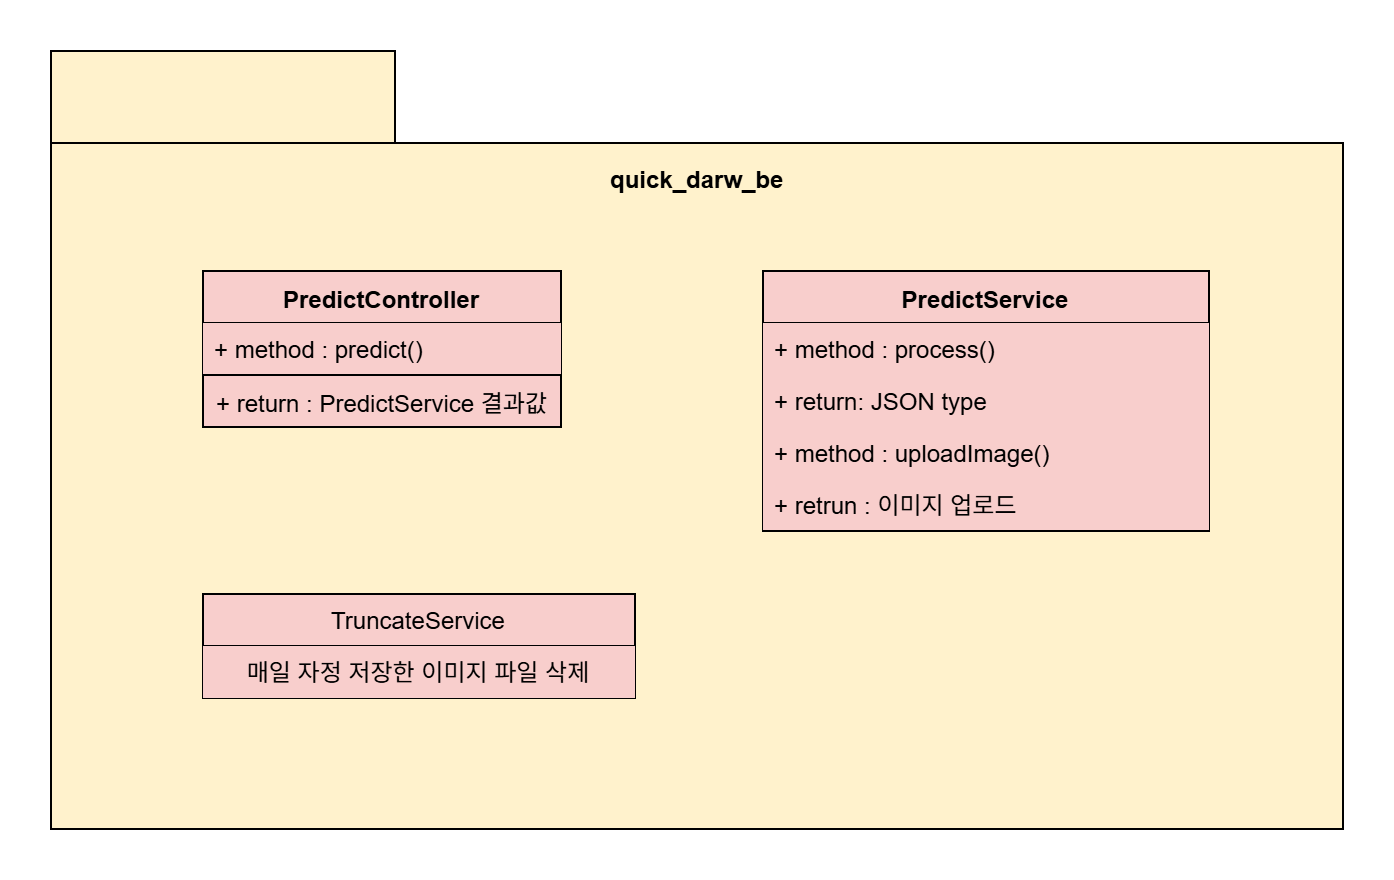 quick_darw_be
PredictController
+ method : predict()
+ return : PredictService 결과값
PredictService
+ method : process()
+ return: JSON type
+ method : uploadImage()
+ retrun : 이미지 업로드
TruncateService
매일 자정 저장한 이미지 파일 삭제